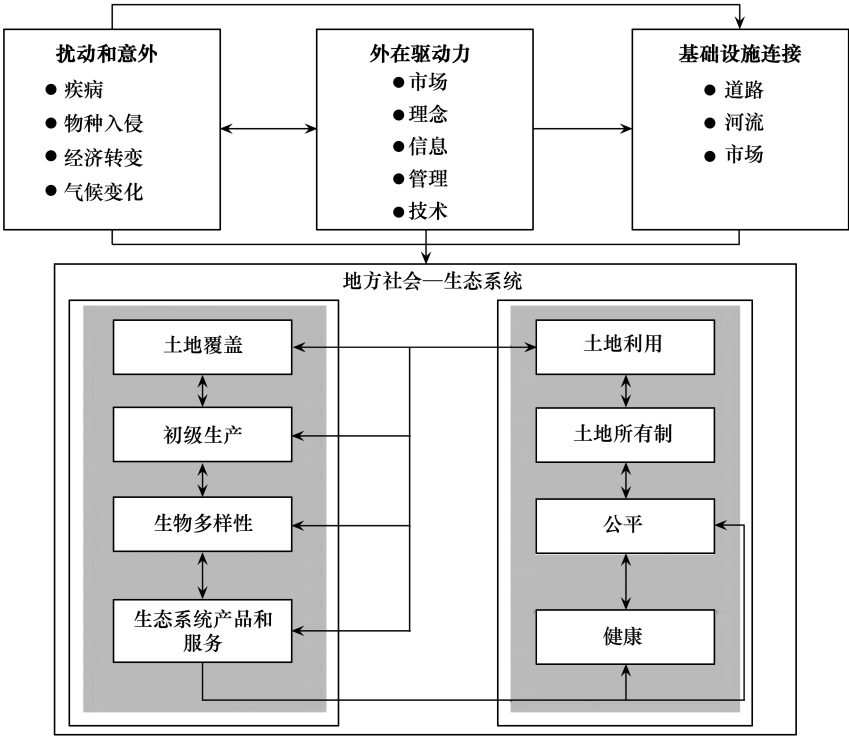 扰动和意外
● 疾病
● 物种入侵
● 经济转变
● 气候变化
外在驱动力
● 市场
● 理念
● 信息
● 管理
● 技术
基础设施连接
● 道路
● 河流
● 市场
地方社会—生态系统
土地覆盖
初级生产
生物多样性
生态系统产品和
服务
土地利用
土地所有制
公平
健康